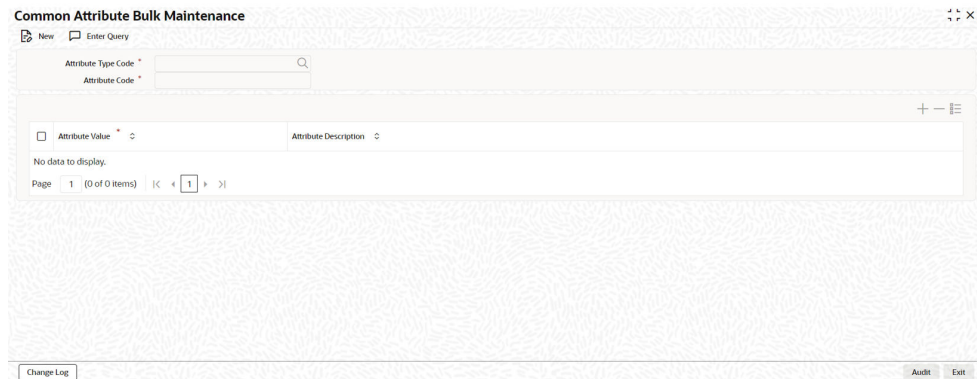 Common Attribute Bulk Maintenance
New Enter Query
Attribute Type Code *
Attribute Code *
Attribute Value * Attribute Description
No data to display.
Page 1 (0 of 0 items) 1
Change Log Audit Exit